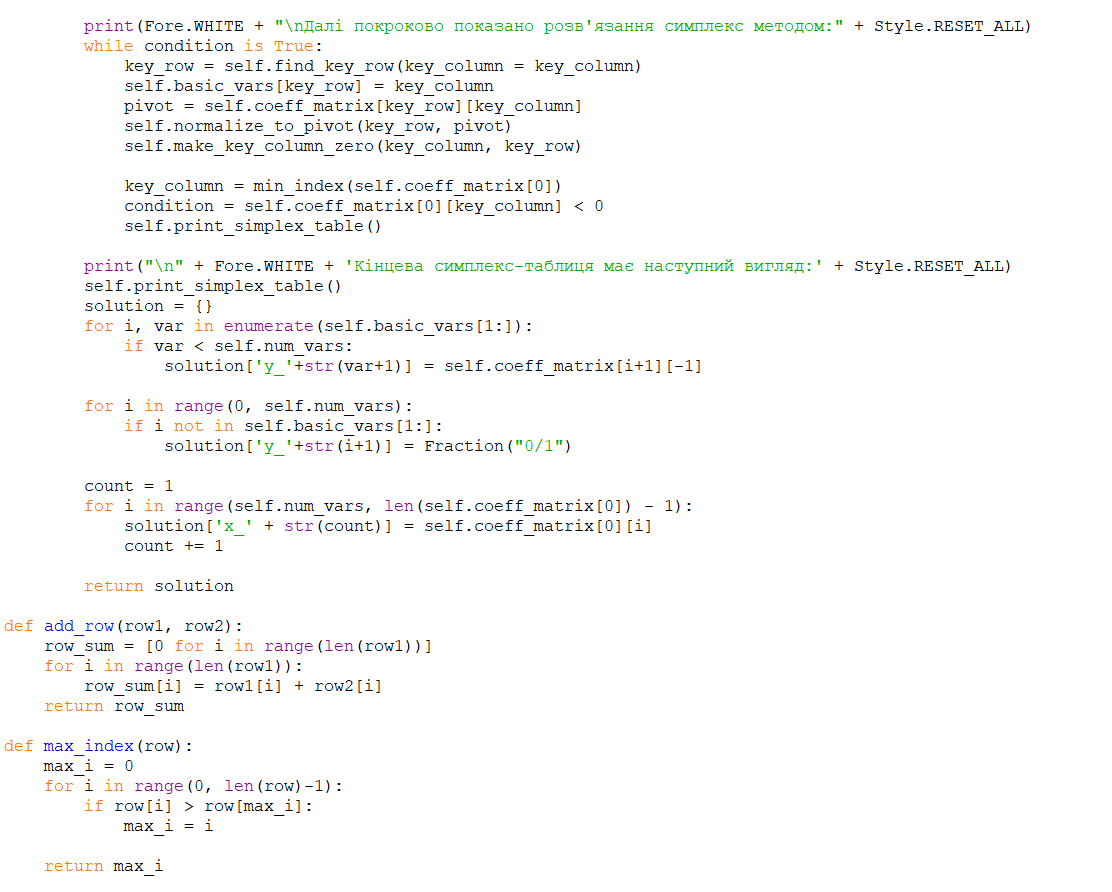 print(Fore.WHITE + "\nДалі покроково показано розв'язання симплекс методом:" + Style.RESET_ALL)
        while condition is True:
            key_row = self.find_key_row(key_column = key_column)
            self.basic_vars[key_row] = key_column
            pivot = self.coeff_matrix[key_row][key_column]
            self.normalize_to_pivot(key_row, pivot)
            self.make_key_column_zero(key_column, key_row)

            key_column = min_index(self.coeff_matrix[0])
            condition = self.coeff_matrix[0][key_column] < 0
            self.print_simplex_table()

        print("\n" + Fore.WHITE + 'Кінцева симплекс-таблиця має наступний вигляд:' + Style.RESET_ALL)
        self.print_simplex_table()
        solution = {}
        for i, var in enumerate(self.basic_vars[1:]):
            if var < self.num_vars:
                solution['y_'+str(var+1)] = self.coeff_matrix[i+1][-1]

        for i in range(0, self.num_vars):
            if i not in self.basic_vars[1:]:
                solution['y_'+str(i+1)] = Fraction("0/1")

        count = 1
        for i in range(self.num_vars, len(self.coeff_matrix[0]) - 1):
            solution['x_' + str(count)] = self.coeff_matrix[0][i]
            count += 1

        return solution

def add_row(row1, row2):
    row_sum = [0 for i in range(len(row1))]
    for i in range(len(row1)):
        row_sum[i] = row1[i] + row2[i]
    return row_sum

def max_index(row):
    max_i = 0
    for i in range(0, len(row)-1):
        if row[i] > row[max_i]:
            max_i = i

    return max_i